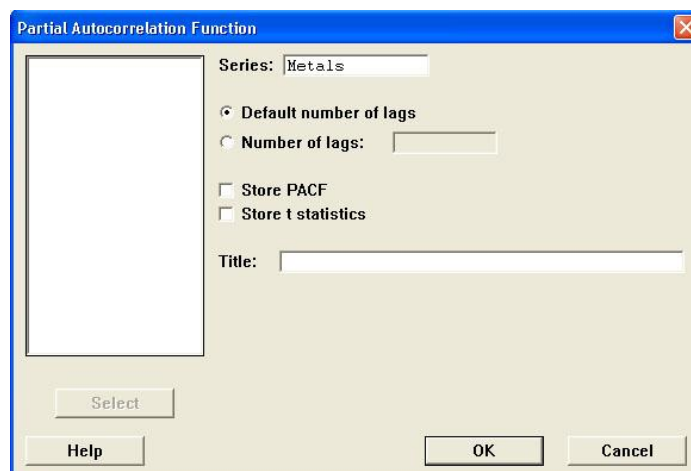 Partial Autocorrelation Function
Series: Metals
Default number of lags
Number of lags:
Store PACF
Store t statistics
Title:
Select
Help
OK
Cancel